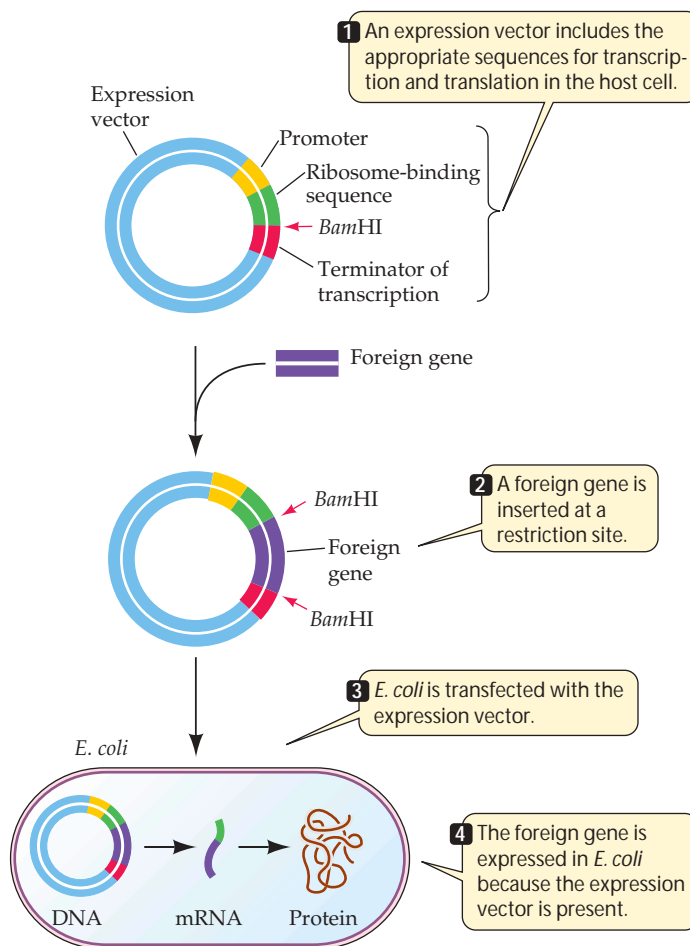 1 An expression vector includes the
appropriate sequences for transcrip-
tion and translation in the host cell.
Expression
vector
Promoter
Ribosome-binding
sequence
BamHI
Terminator of
transcription
Foreign gene
BamHI
2 A foreign gene is
inserted at a
restriction site.
Foreign
gene
BamHI
3 E. coli is transfected with the
expression vector.
E. coli
4 The foreign gene is
expressed in E. coli
because the expression
vector is present.
DNA
mRNA
Protein